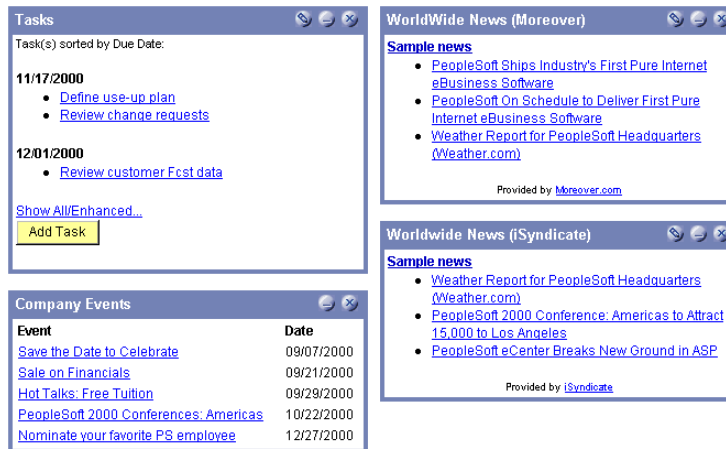 Tasks
Task(s) sorted by Due Date:
11/17/2000
Define use-up plan
Review change requests
12/01/2000
Review customer Fcst data
Show All/Enhanced...
Add Task
Company Events
Event Date
Save the Date to Celebrate 09/07/2000
Sale on Financials 09/21/2000
Hot Talks: Free Tuition 09/29/2000
PeopleSoft 2000 Conferences: Americas 10/22/2000
Nominate your favorite PS employee 12/27/2000
WorldWide News (Moreover)
Sample news
PeopleSoft Ships Industry's First Pure Internet
eBusiness Software
PeopleSoft On Schedule to Deliver First Pure
Internet eBusiness Software
Weather Report for PeopleSoft Headquarters
(Weather.com)
Provided by Moreover.com
Worldwide News (iSyndicate)
Sample news
Weather Report for PeopleSoft Headquarters
(Weather.com)
PeopleSoft 2000 Conference: Americas to Attract
15,000 to Los Angeles
PeopleSoft eCenter Breaks New Ground in ASP
Provided by iSyndicate